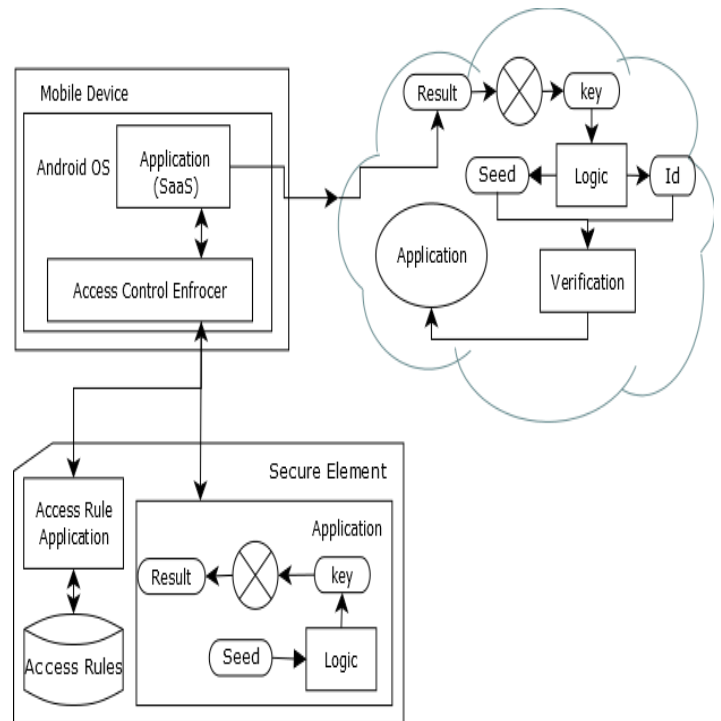 Mobile Device
Android OS
Application
(SaaS)
Access Control Enfrocer
Result
key
Seed
Logic
Id
Application
Verification
Secure Element
Access Rule
Application
Access Rules
Application
Result
key
Seed
Logic